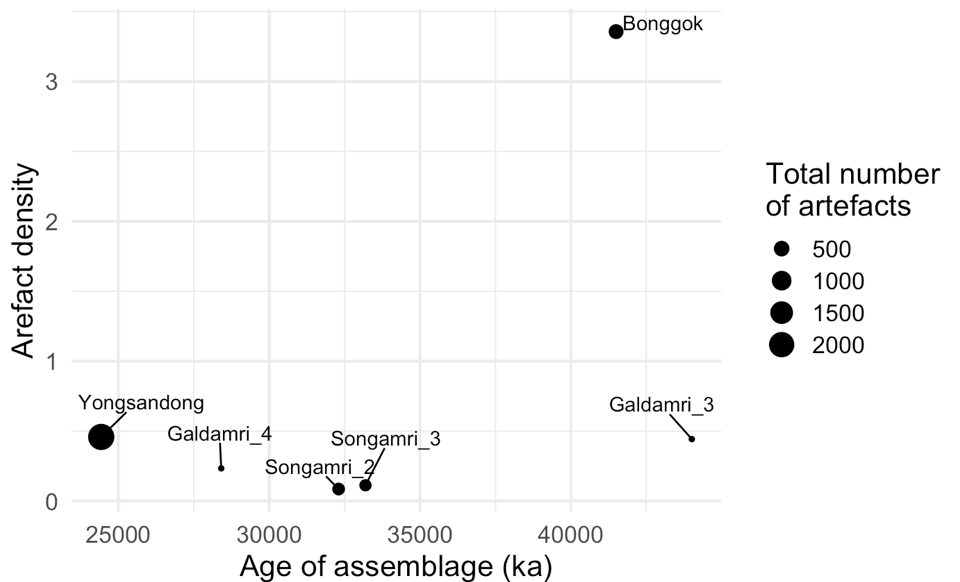 Bonggok
3
2
1
0
Arefact density
Yongsandong
Galdamri_4
Songamri_3
Songamri_2
Galdamri_3
25000
30000
35000
40000
Age of assemblage (ka)
Total number
of artefacts
500
1000
1500
2000